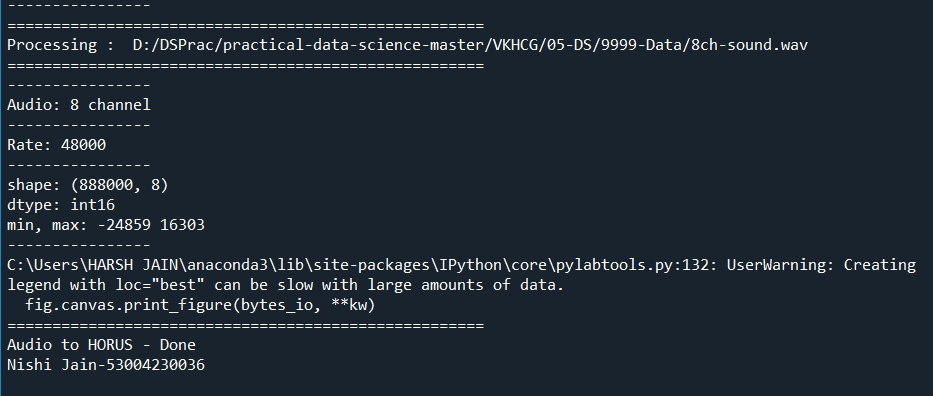 ----------------
=====================================================
Processing :  D:/DSPrac/practical-data-science-master/VKHCG/05-DS/9999-Data/8ch-sound.wav
=====================================================
----------------
Audio: 8 channel
----------------
Rate: 48000
----------------
shape: (888000, 8)
dtype: int16
min, max: -24859 16303
----------------
C:\Users\HARSH JAIN\anaconda3\lib\site-packages\IPython\core\pylabtools.py:132: UserWarning: Creating
legend with loc="best" can be slow with large amounts of data.
  fig.canvas.print_figure(bytes_io, **kw)
=====================================================
Audio to HORUS - Done
Nishi Jain-53004230036